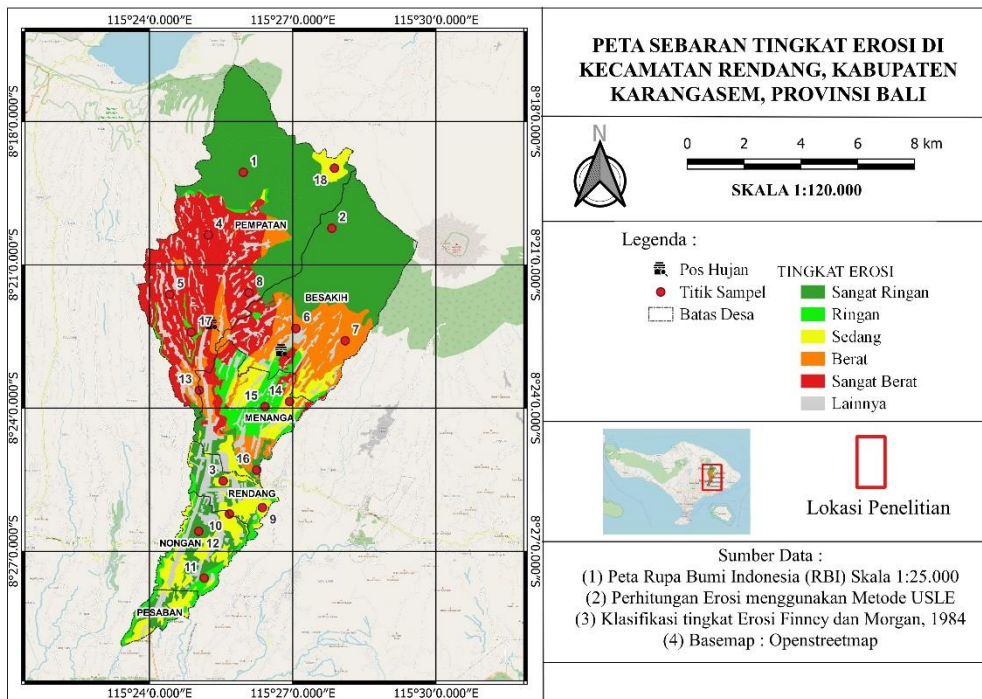 115°24'0.000"E
115°27'0.000"E
115°30'0.000"E
8°18'0.000"S
8°21'0.000"S
8°24'0.000"S
8°27'0.000"S
1
18
2
4
PEMPATAN
5
8
BESAKIH
6
7
17
13
14
15
MENANGA
16
3
RENDANG
9
10
NONGAN
12
11
PESABAN
8°18'0.000"S
8°21'0.000"S
8°24'0.000"S
8°27'0.000"S
115°24'0.000"E
115°27'0.000"E
115°30'0.000"E
PETA SEBARAN TINGKAT EROSI DI
KECAMATAN RENDANG, KABUPATEN
KARANGASEM, PROVINSI BALI
N
0 2 4 6 8 km
SKALA 1:120.000
Legenda :
Pos Hujan
Titik Sampel
Batas Desa
TINGKAT EROSI
Sangat Ringan
Ringan
Sedang
Berat
Sangat Berat
Lainnya
Lokasi Penelitian
Sumber Data :
(1) Peta Rupa Bumi Indonesia (RBI) Skala 1:25.000
(2) Perhitungan Erosi menggunakan Metode USLE
(3) Klasifikasi tingkat Erosi Finney dan Morgan, 1984
(4) Basemap : Openstreetmap